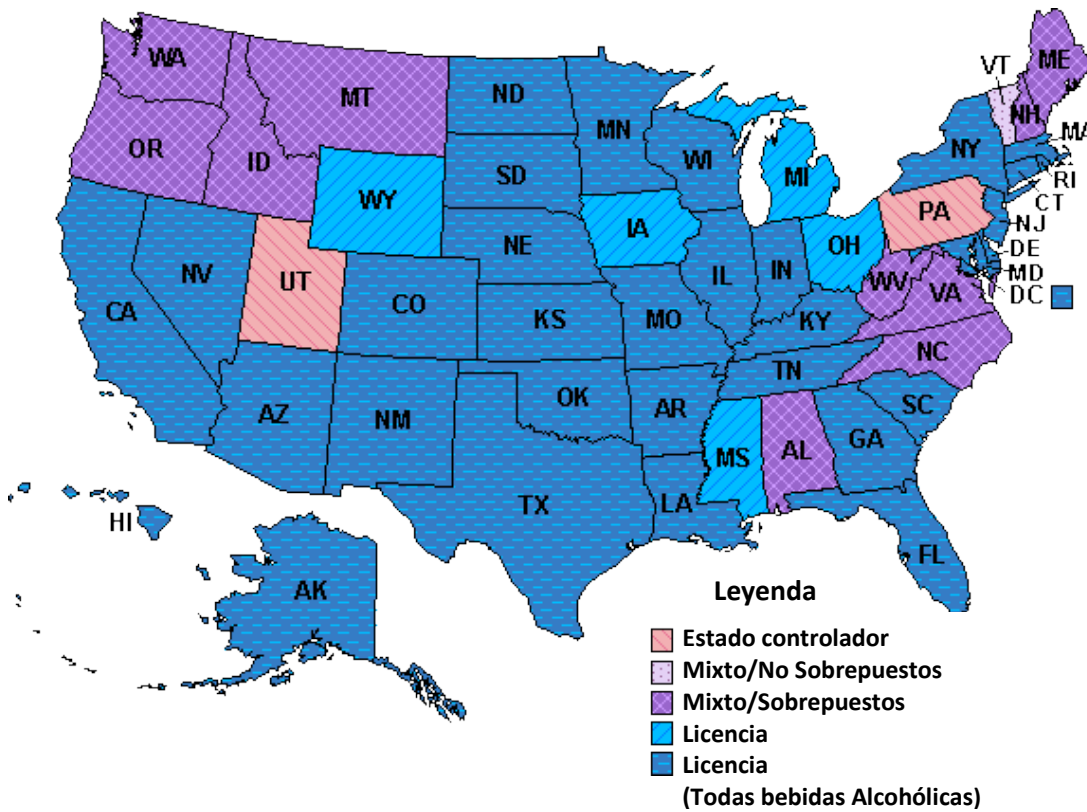 WA
MT
ND
MN
VT
ME
NH
MA
OR
ID
SD
WI
NY
RI
WY
MI
CT
IA
PA
NJ
NE
OH
DE
NV
UT
IL
IN
MD
CA
CO
WV
VA
DC
KS
MO
KY
NC
TN
OK
AR
SC
AZ
NM
MS
AL
GA
TX
LA
HI
FL
AK
Leyenda
Estado controlador
Mixto/No Sobrepuestos
Mixto/Sobrepuestos
Licencia
Licencia
(Todas bebidas Alcohólicas)